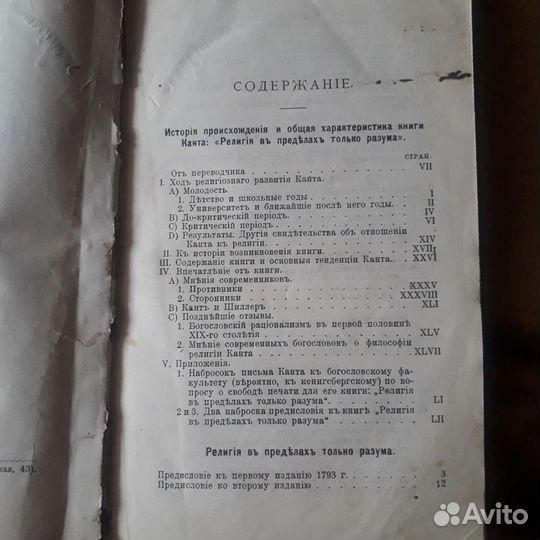 СОДЕРЖАНІЕ.
Исторія происхожденія и общая характеристика книги
Канта: «Религія въ предѣлахъ только разума».
СТРАН.
Отъ переводчика VII
I. Ходъ религіознаго развитія Канта.
A) Молодость.
1. Дѣтство и школьные годы. I
2. Университетъ и ближайшіе послѣ него годы. II
B) До-критическій періодъ. IV
C) Критическій періодъ. VI
D) Результаты. Другія свидѣтельства объ отношеніи
Канта къ религіи. XIV
II. Къ исторіи возникновенія книги. XVII
III. Содержаніе книги и основныя тенденціи Канта. XXVI
IV. Впечатлѣніе отъ книги.
A) Мнѣнія современниковъ.
1. Противники XXXV
2. Сторонники XXXVIII
B) Кантъ и Шиллеръ XLI
C) Позднѣйшіе отзывы.
1. Богословскій раціонализмъ въ первой половинѣ
XIX-го столѣтія XLV
2. Мнѣніе современныхъ богослововъ о философіи
религіи Канта XLVII
V. Приложенія.
1. Набросокъ письма Канта къ богословскому фа-
культету (вѣроятно, къ кенигсбергскому) по во-
просу о свободѣ печати для его книги: „Религія
въ предѣлахъ только разума“. LI
2 и 3. Два наброска предисловія къ книгѣ „Религія
въ предѣлахъ только разума“ LII
Религія въ предѣлахъ только разума.
Предисловіе къ первому изданію 1793 г. 3
Предисловіе ко второму изданію 12
ная, 43).
Avito